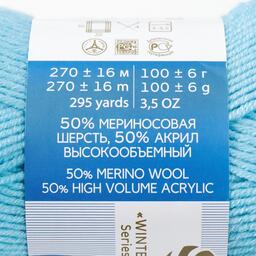 270 ± 16 м 100 ± 6 г
270 ± 16 m 100 ± 6 g
295 yards 3,5 OZ
50% МЕРИНОСОВАЯ
ШЕРСТЬ, 50% АКРИЛ
ВЫСОКООБЪЕМНЫЙ
50% MERINO WOOL
50% HIGH VOLUME ACRYLIC
«WINTE
Series